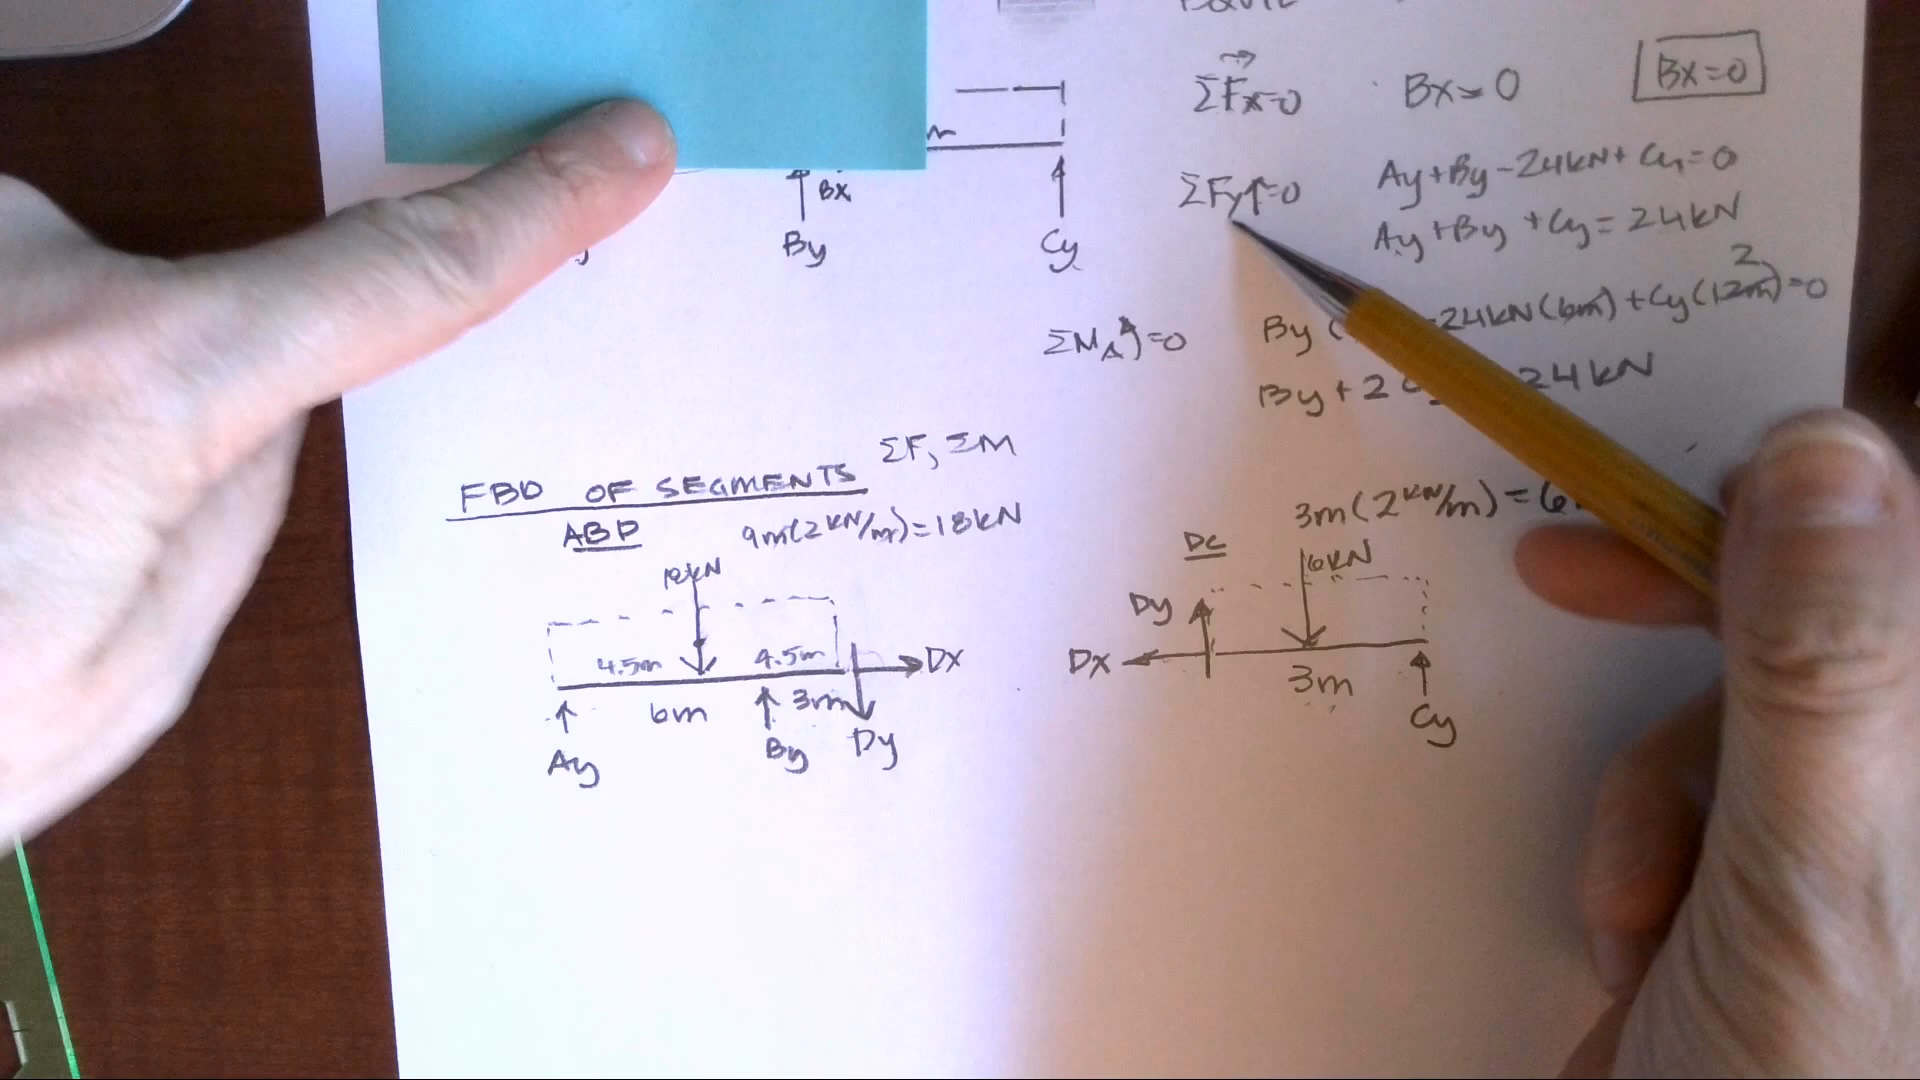 ΣFx=0 Bx=0 Bx=0
Bx
ΣFy↑=0 Ay+By-24kN+Cy=0
By Cy Ay+By+Cy=24kN
ΣMA=0 By( -24kN(6m)+Cy(12m)=0
2
By+2C 24kN
ΣF, ΣM
FBD OF SEGMENTS
ABD 9m(2kN/m)=18kN
18kN
4.5m 4.5m Dx
6m 3m
Ay By Dy
3m(2kN/m)=6
DC
6kN
Dy
Dx
3m
Cy